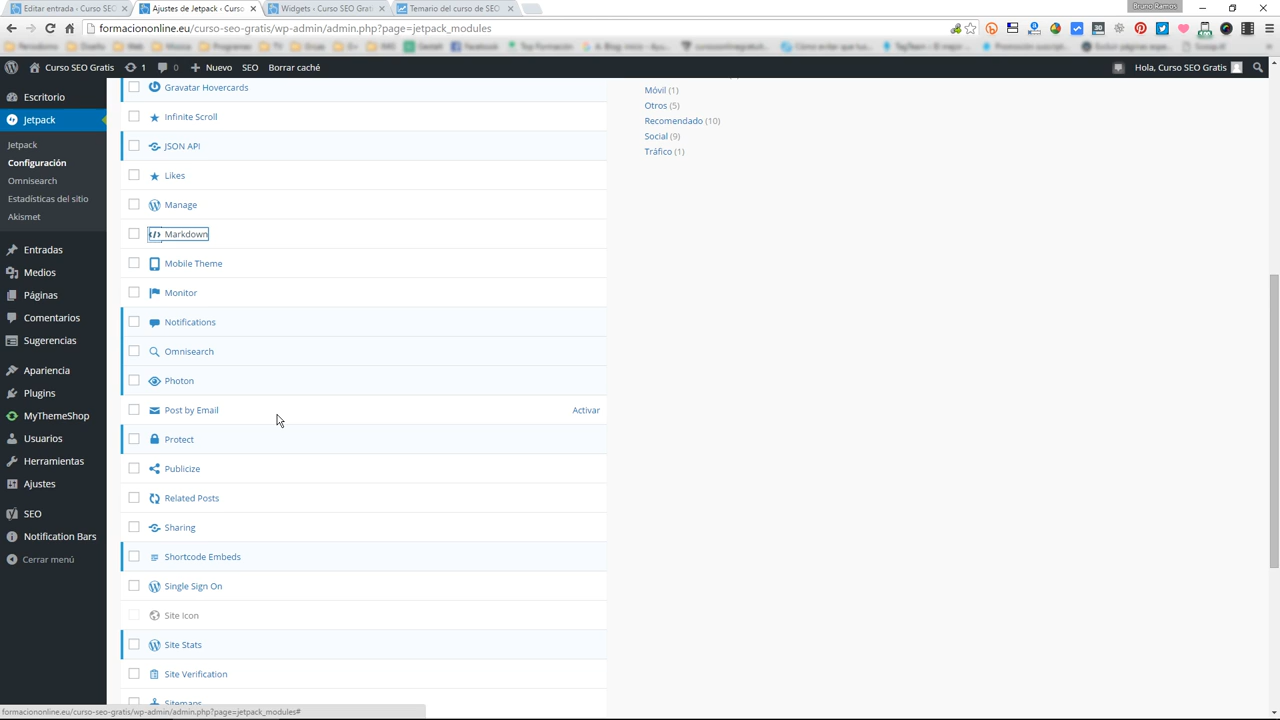 Editar entrada ‹ Curso SEO
Ajustes de Jetpack ‹ Curso
Widgets ‹ Curso SEO Grati
Temario del curso de SEO
Bruno Ramos
formaciononline.eu/curso-seo-gratis/wp-admin/admin.php?page=jetpack_modules
Curso SEO Gratis
1
0
Nuevo
SEO
Borrar caché
Hola, Curso SEO Gratis
Escritorio
Jetpack
Jetpack
Configuración
Omnisearch
Estadísticas del sitio
Akismet
Entradas
Medios
Páginas
Comentarios
Sugerencias
Apariencia
Plugins
MyThemeShop
Usuarios
Herramientas
Ajustes
SEO
Notification Bars
Cerrar menú
Gravatar Hovercards
Infinite Scroll
JSON API
Likes
Manage
Markdown
Mobile Theme
Monitor
Notifications
Omnisearch
Photon
Post by Email Activar
Protect
Publicize
Related Posts
Sharing
Shortcode Embeds
Single Sign On
Site Icon
Site Stats
Site Verification
Sitemaps
Móvil (1)
Otros (5)
Recomendado (10)
Social (9)
Tráfico (1)
formaciononline.eu/curso-seo-gratis/wp-admin/admin.php?page=jetpack_modules#